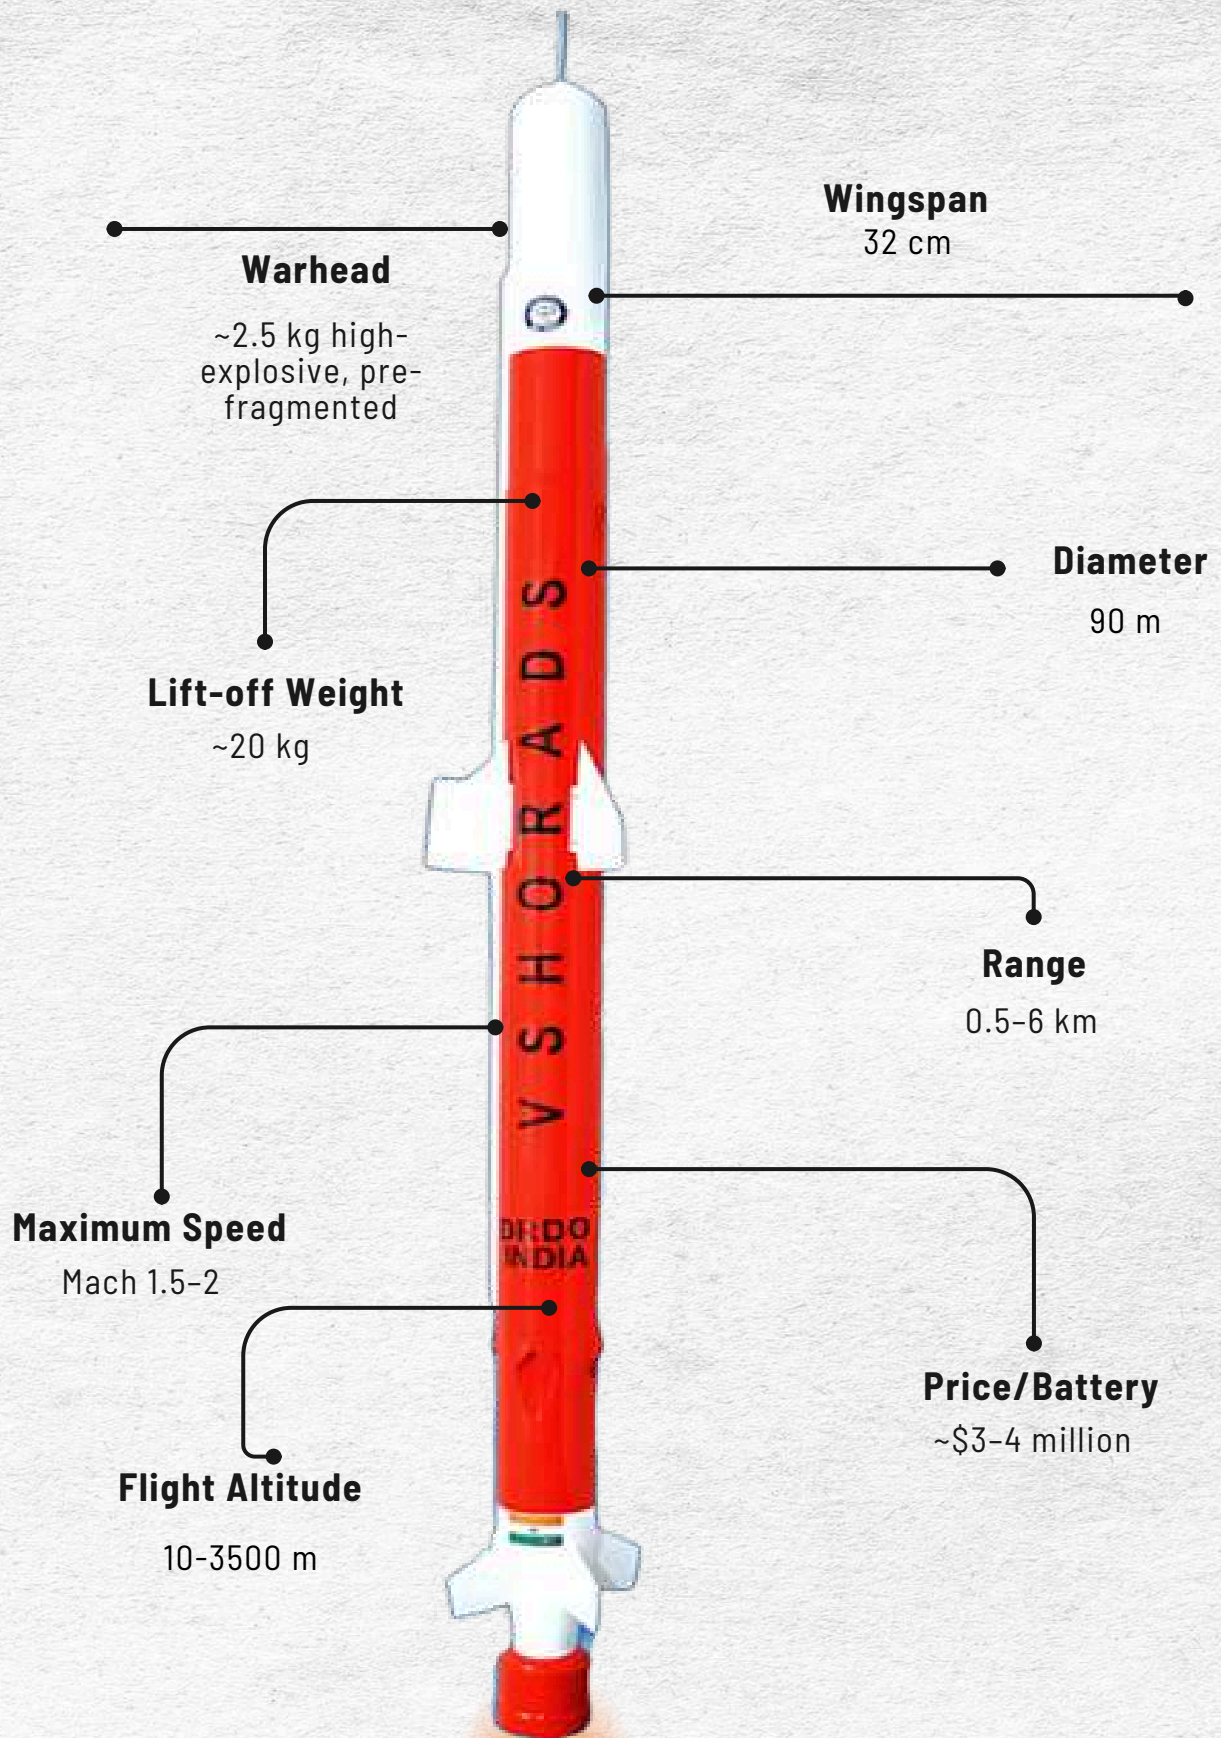 Wingspan
32 cm
Warhead
~2.5 kg high-
explosive, pre-
fragmented
Diameter
90 m
Lift-off Weight
~20 kg
VSHORADS
Range
0.5–6 km
Maximum Speed
Mach 1.5–2
DRDO
INDIA
Price/Battery
~$3–4 million
Flight Altitude
10-3500 m